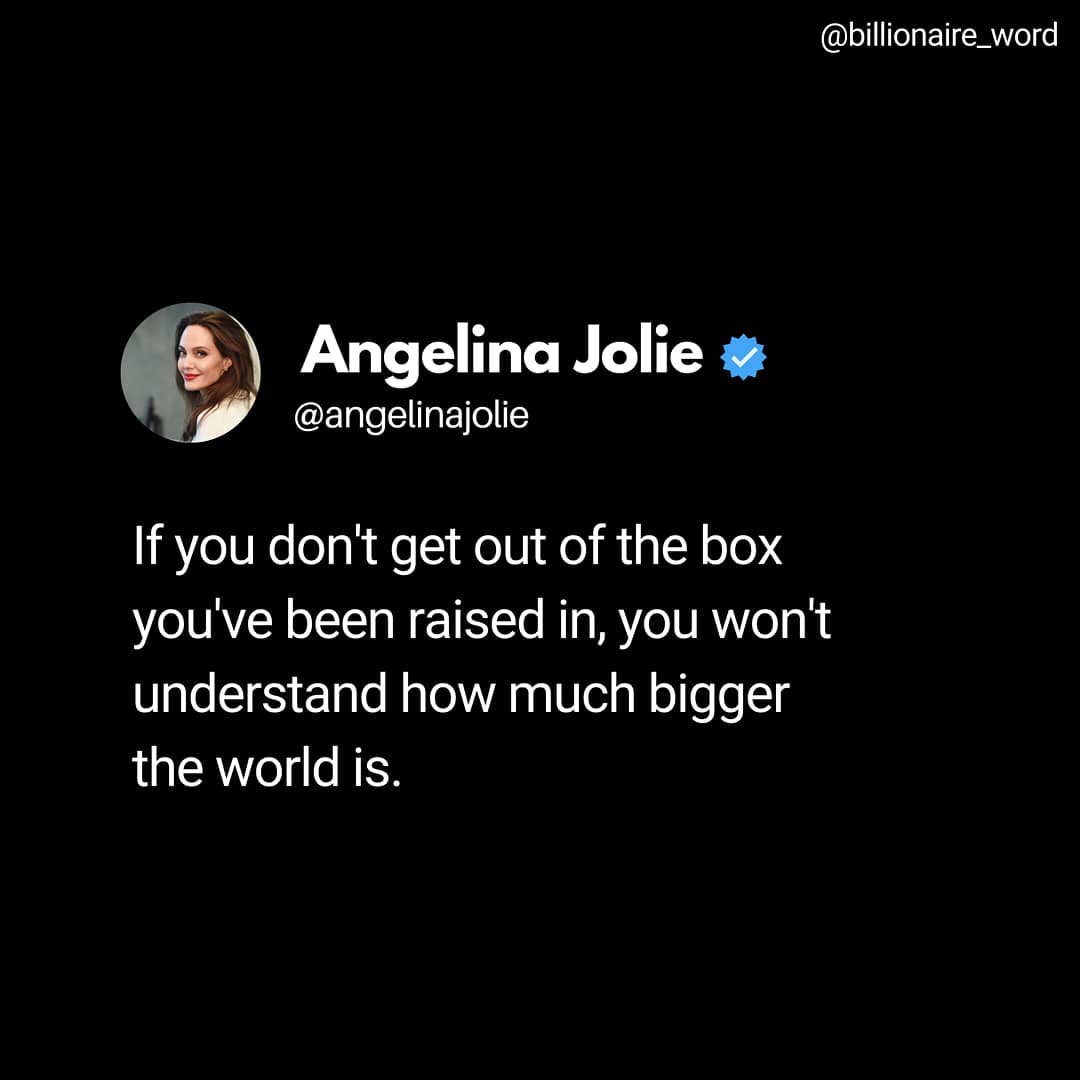 @billionaire_word
Angelina Jolie
@angelinajolie
If you don't get out of the box
you've been raised in, you won't
understand how much bigger
the world is.